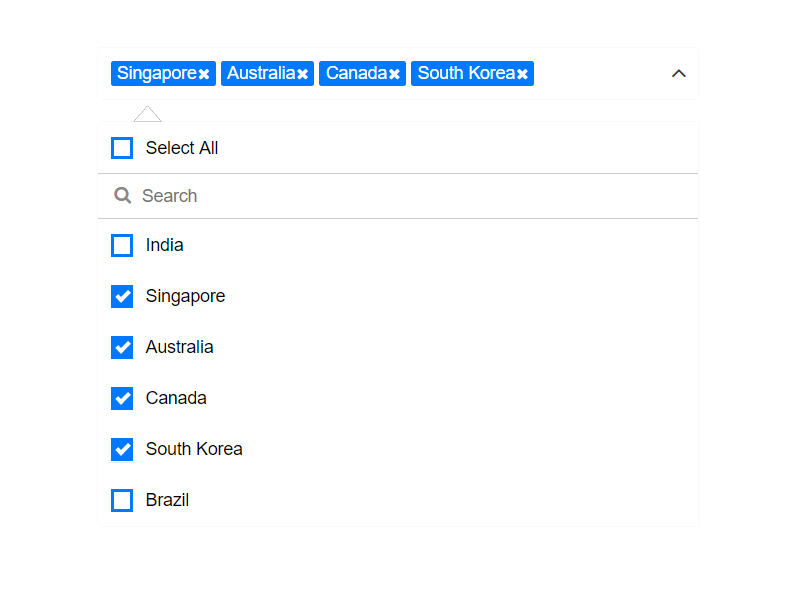 Singapore Australia Canada South Korea
Select All
Search
India
Singapore
Australia
Canada
South Korea
Brazil